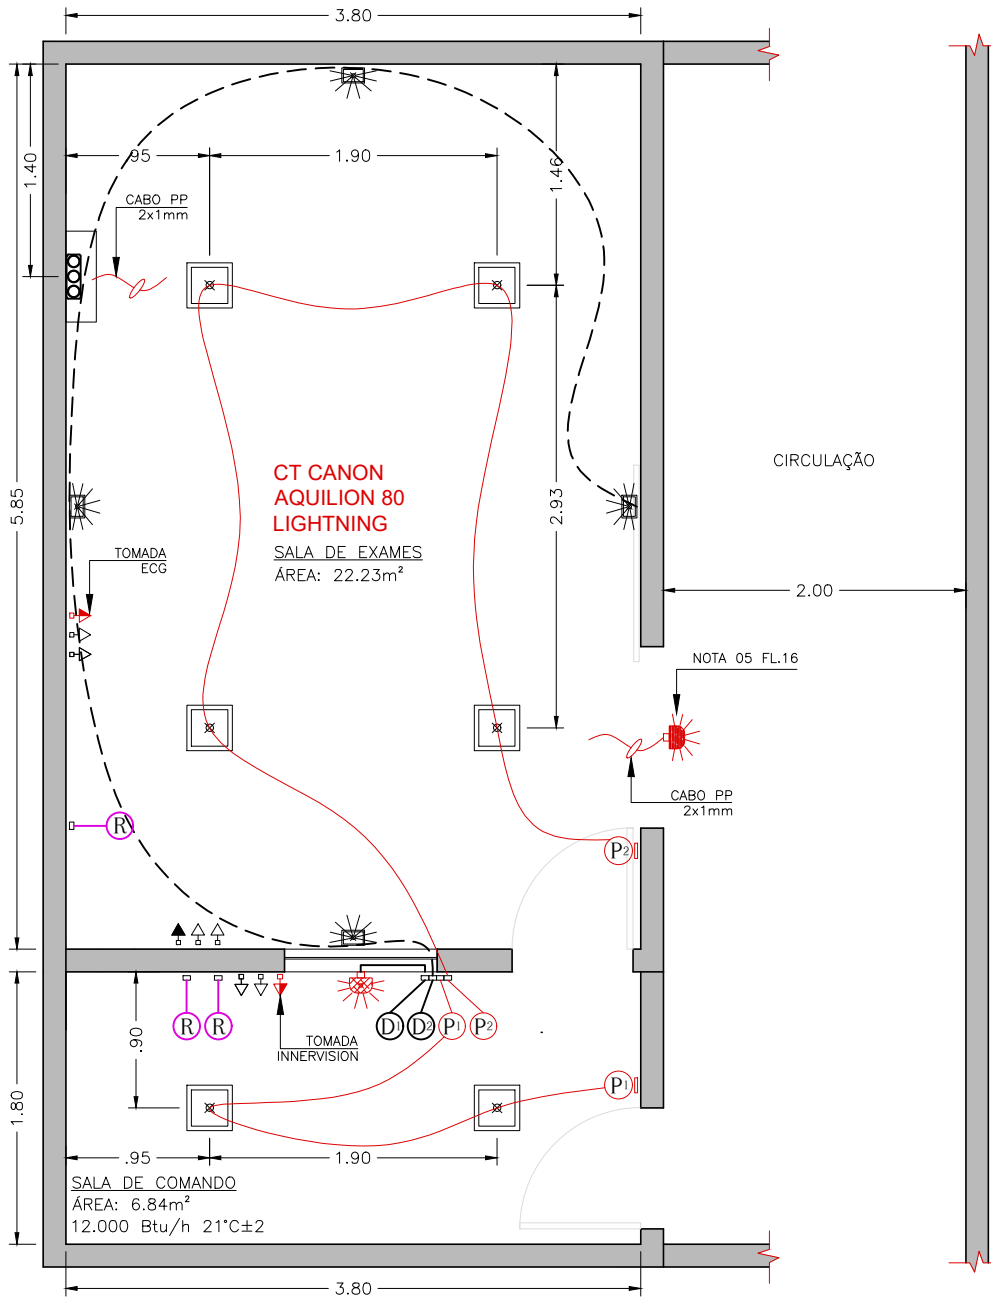 3.80
1.40
.95
1.90
1.46
CABO PP
2x1mm
5.85
CT CANON
AQUILION 80
LIGHTNING
SALA DE EXAMES
ÁREA: 22.23m²
2.93
CIRCULAÇÃO
TOMADA
ECG
2.00
NOTA 05 FL.16
CABO PP
2x1mm
R
P2
R
R
D1
D2
P1
P2
TOMADA
INNERVISION
.90
1.80
P1
.95
1.90
SALA DE COMANDO
ÁREA: 6.84m²
12.000 Btu/h 21°C±2
3.80